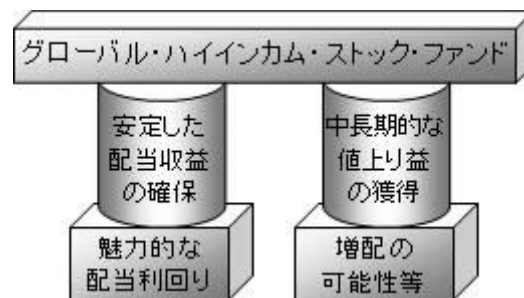 グローバル・ハイインカム・ストック・ファンド
安定した
配当収益
の確保
中長期的な
値上り益
の獲得
魅力的な
配当利回り
増配の
可能性等